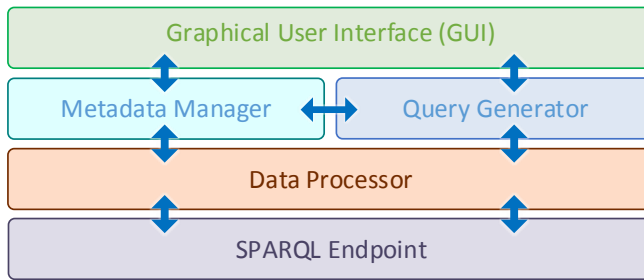 Graphical User Interface (GUI)
Metadata Manager
Query Generator
Data Processor
SPARQL Endpoint